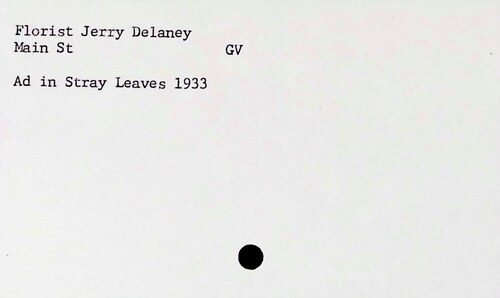 Florist Jerry Delaney
Main St GV
Ad in Stray Leaves 1933